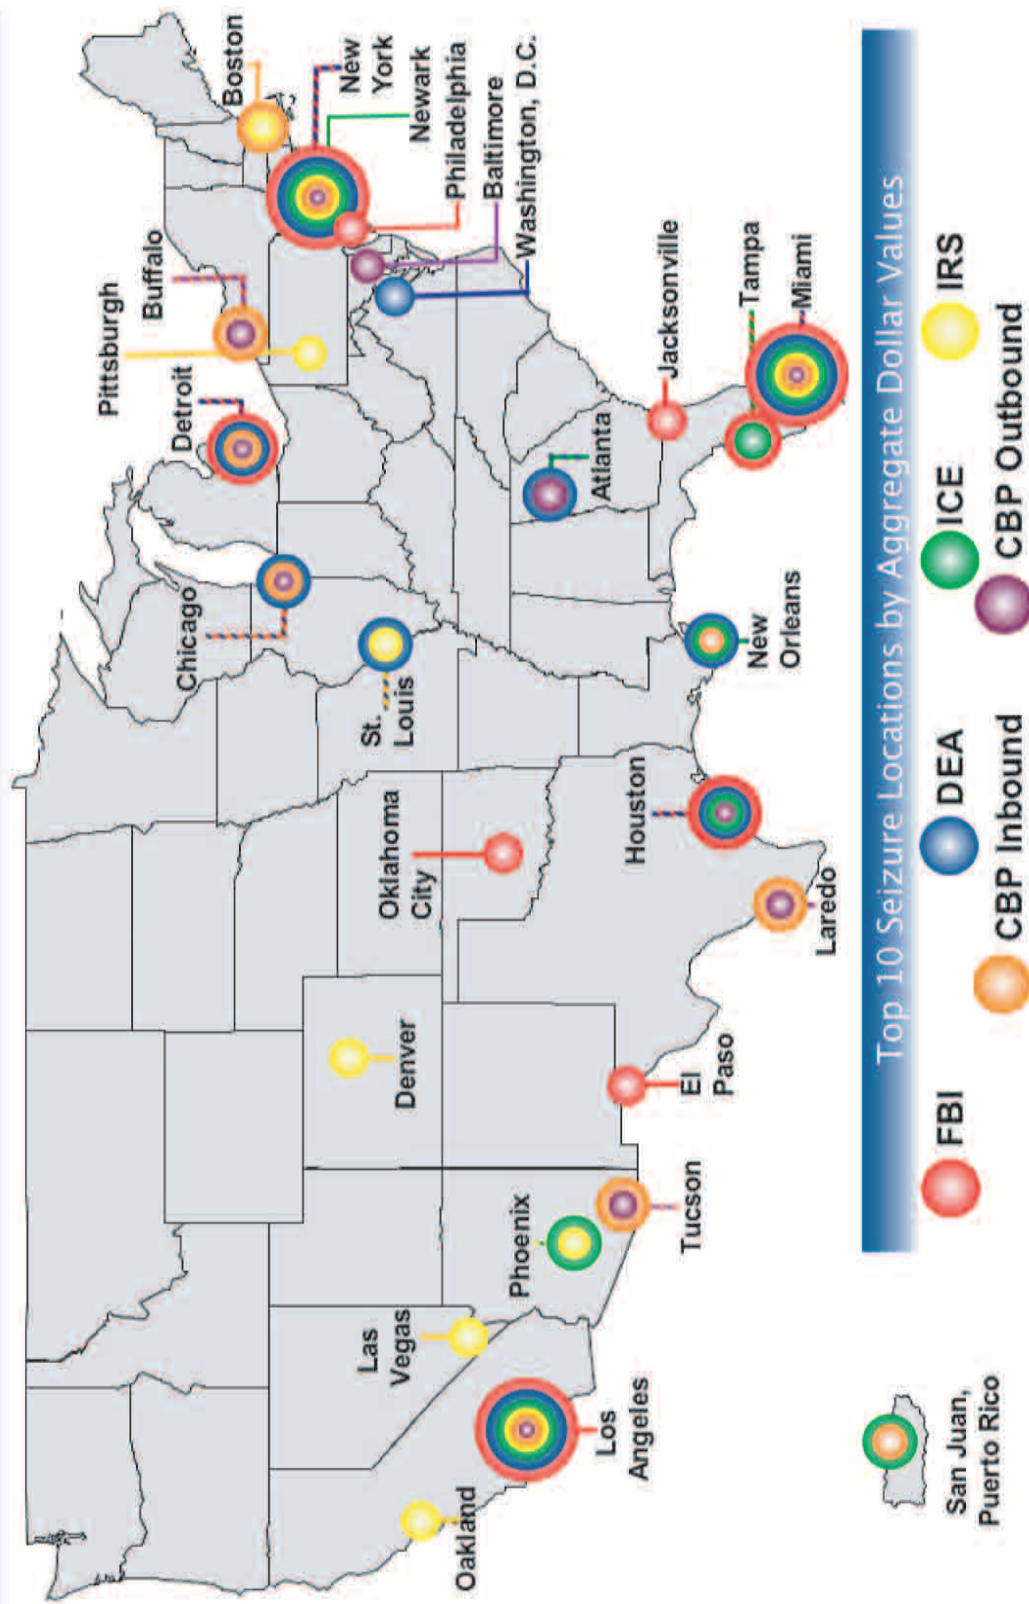 Boston
New
York
Newark
Philadelphia
Baltimore
Washington, D.C.
Buffalo
Pittsburgh
Detroit
Chicago
St.
Louis
Atlanta
Jacksonville
Tampa
Miami
New
Orleans
Houston
Laredo
Oklahoma
City
Denver
El
Paso
Tucson
Phoenix
Las
Vegas
Los
Angeles
Oakland
San Juan,
Puerto Rico
Top 10 Seizure Locations by Aggregate Dollar Values
FBI
DEA
ICE
IRS
CBP Inbound
CBP Outbound